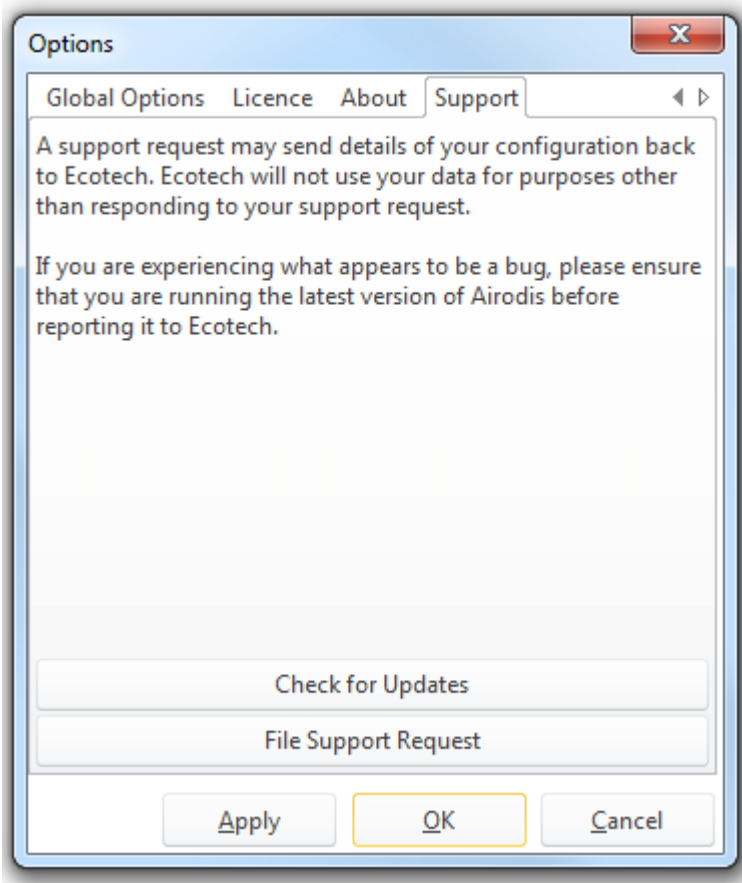 Options
Global Options Licence About Support
A support request may send details of your configuration back
to Ecotech. Ecotech will not use your data for purposes other
than responding to your support request.
If you are experiencing what appears to be a bug, please ensure
that you are running the latest version of Airodis before
reporting it to Ecotech.
Check for Updates
File Support Request
Apply OK Cancel